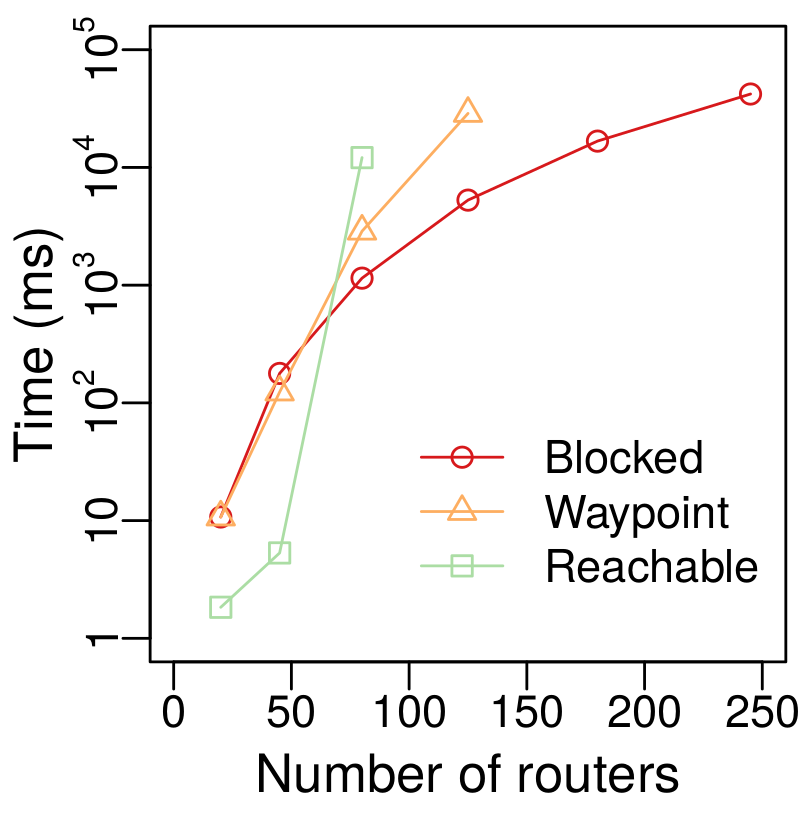 10^5
10^4
10^3
10^2
10
1
Time (ms)
Blocked
Waypoint
Reachable
0 50 100 150 200 250
Number of routers